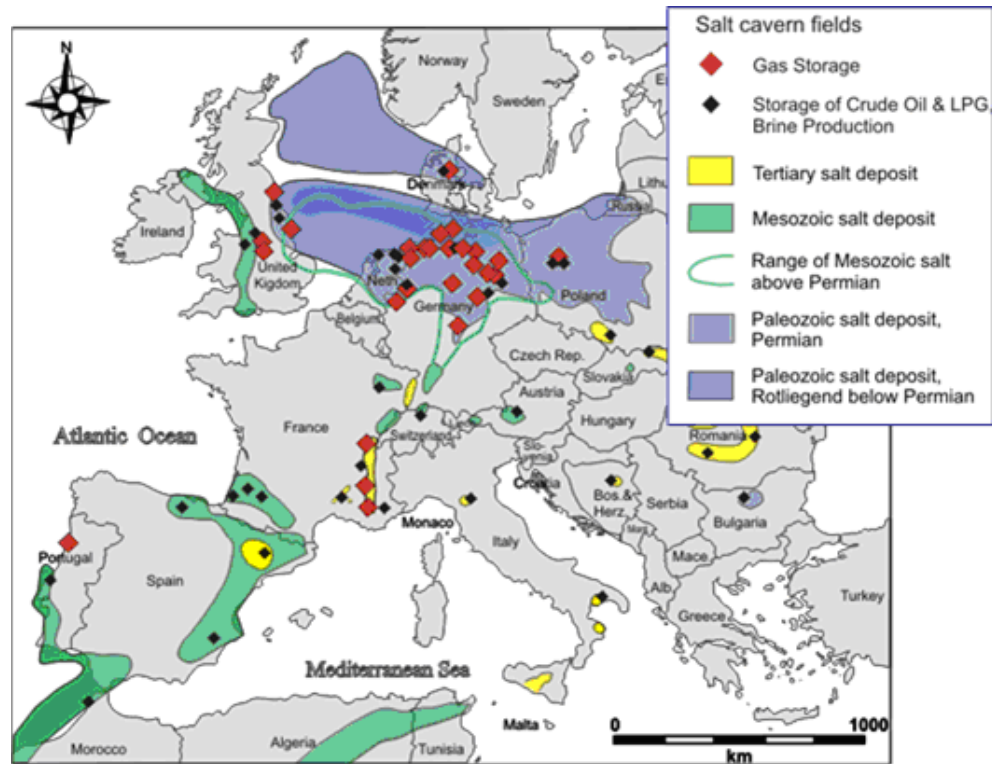 Salt cavern fields
Gas Storage
Storage of Crude Oil & LPG,
Brine Production
Tertiary salt deposit
Mesozoic salt deposit
Range of Mesozoic salt
above Permian
Paleozoic salt deposit,
Permian
Paleozoic salt deposit,
Rotliegend below Permian
N
Norway
Sweden
Denmark
Lithu
Russia
Ireland
United
Kingdom
Neth
Germany
Poland
Belgium
Czech Rep.
Slovakia
Austria
Hungary
France
Switzerland
Romania
Atlantic Ocean
Slo-
venia
Croatia
Bos.&
Herz.
Serbia
Bulgaria
Monaco
Italy
Mace.
Alb.
Portugal
Spain
Greece
Turkey
Mediterranean Sea
Malta
0
1000
km
Morocco
Algeria
Tunisia